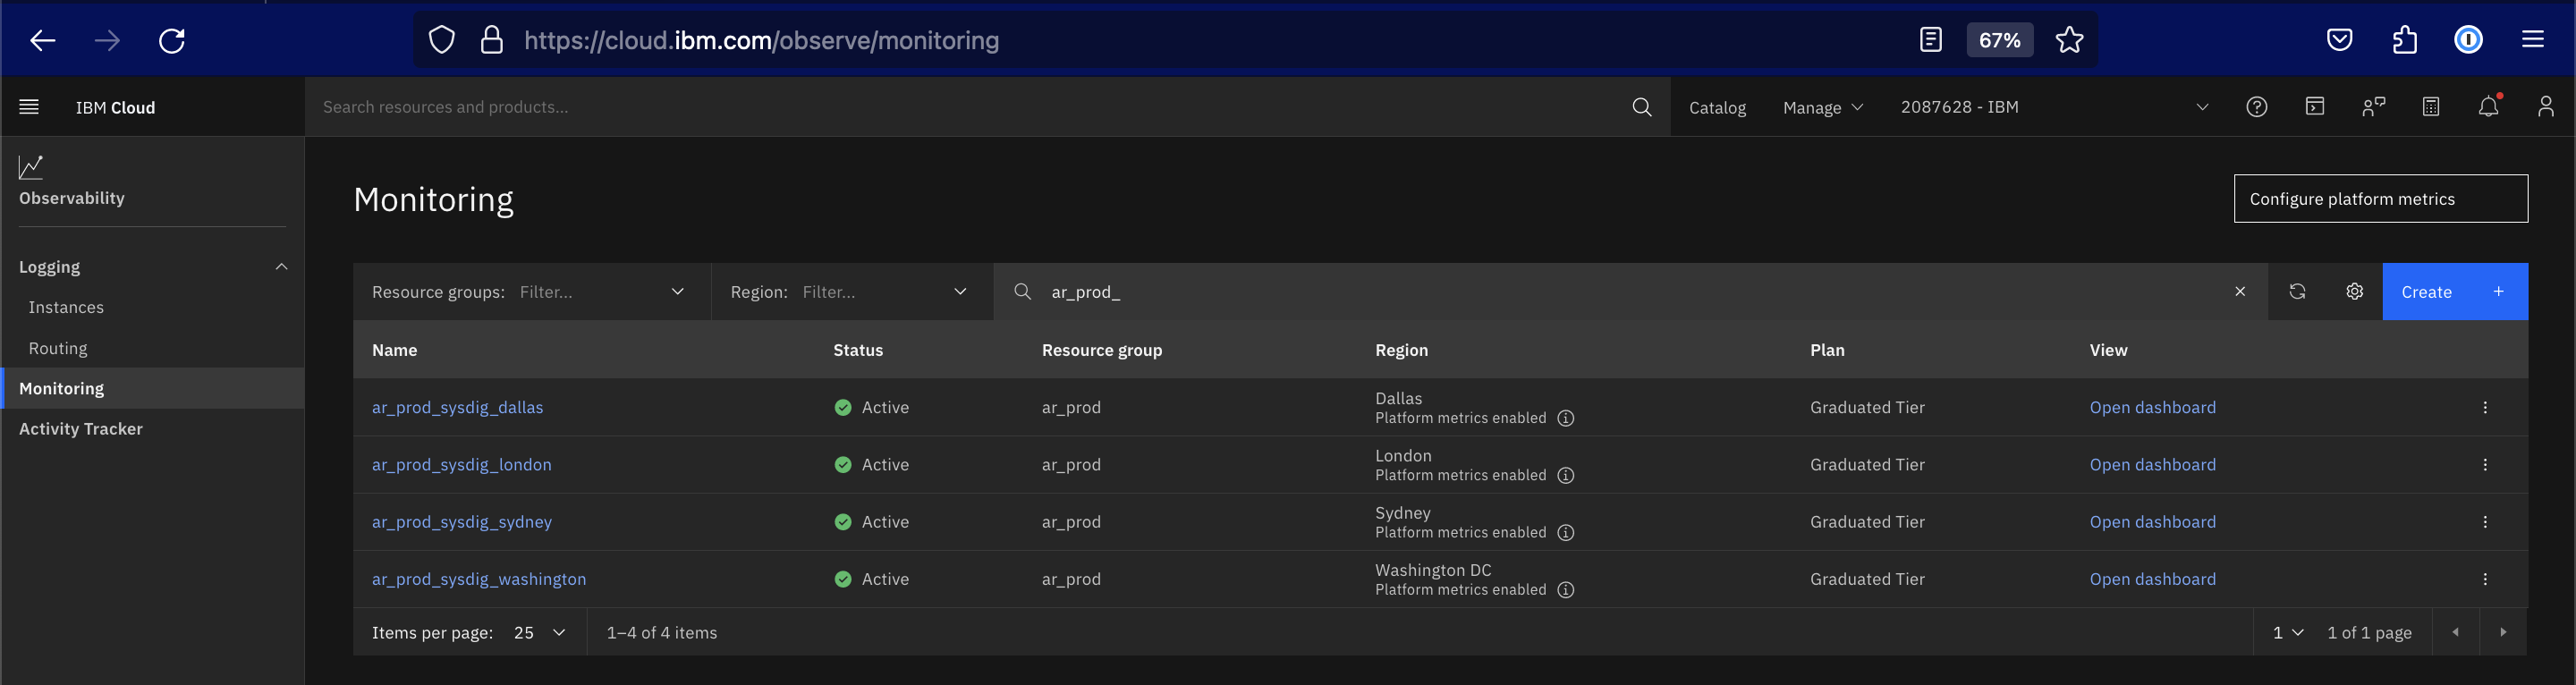 https://cloud.ibm.com/observe/monitoring
67%
IBM Cloud
Search resources and products...
Catalog
Manage
2087628 - IBM
Observability
Logging
Instances
Routing
Monitoring
Activity Tracker
Monitoring
Configure platform metrics
Resource groups: Filter...
Region: Filter...
ar_prod_
Create +
Name Status Resource group Region Plan View
ar_prod_sysdig_dallas Active ar_prod Dallas Graduated Tier Open dashboard
Platform metrics enabled
ar_prod_sysdig_london Active ar_prod London Graduated Tier Open dashboard
Platform metrics enabled
ar_prod_sysdig_sydney Active ar_prod Sydney Graduated Tier Open dashboard
Platform metrics enabled
ar_prod_sysdig_washington Active ar_prod Washington DC Graduated Tier Open dashboard
Platform metrics enabled
Items per page: 25 1–4 of 4 items 1 1 of 1 page